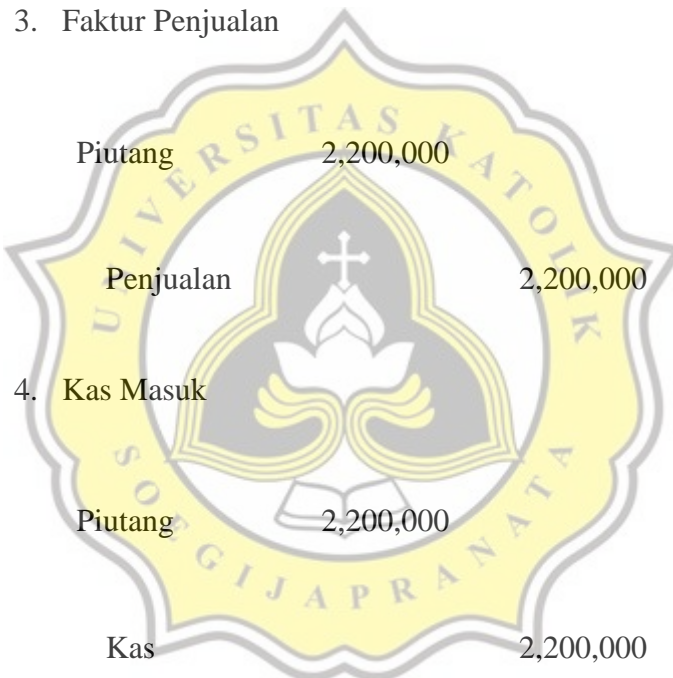 3. Faktur Penjualan
UNIVERSITAS KATOLIK
Piutang 2,200,000
Penjualan 2,200,000
4. Kas Masuk
Piutang 2,200,000
SOEGIJAPRANATA
Kas 2,200,000